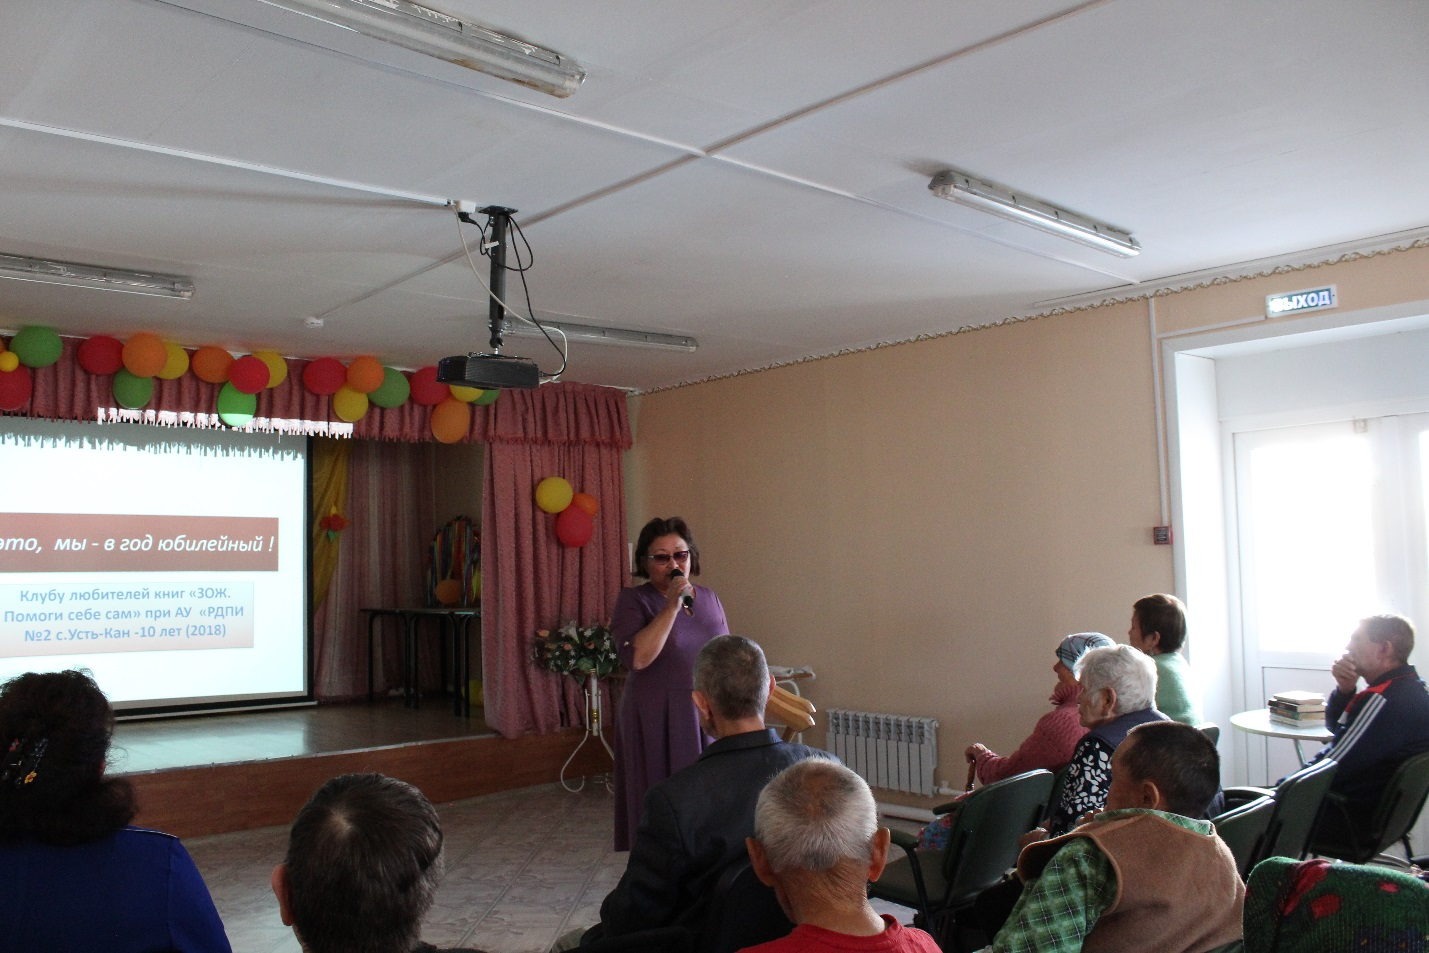 это, мы - в год юбилейный !
Клубу любителей книг «ЗОЖ.
Помоги себе сам» при АУ «РДПИ
№2 с.Усть-Кан -10 лет (2018)
ВЫХОД